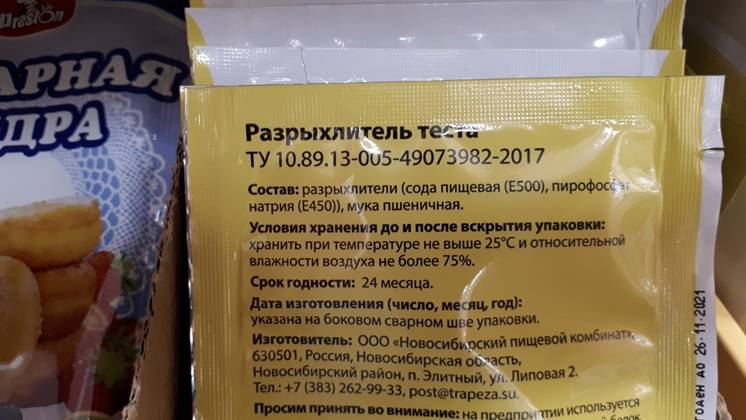 preston
АРНАЯ
ДРА
Разрыхлитель теста
ТУ 10.89.13-005-49073982-2017
Состав: разрыхлители (сода пищевая (Е500), пирофосфат
натрия (Е450)), мука пшеничная.
Условия хранения до и после вскрытия упаковки:
хранить при температуре не выше 25°С и относительной
влажности воздуха не более 75%.
Срок годности: 24 месяца.
Дата изготовления (число, месяц, год):
указана на боковом сварном шве упаковки.
Изготовитель: ООО «Новосибирский пищевой комбинат»,
630501, Россия, Новосибирская область,
Новосибирский район, п. Элитный, ул. Липовая 2.
Тел.: +7 (383) 262-99-33, post@trapeza.su.
Просим принять во внимание: на предприятии используется
ГОДЕН ДО 26·11·2021